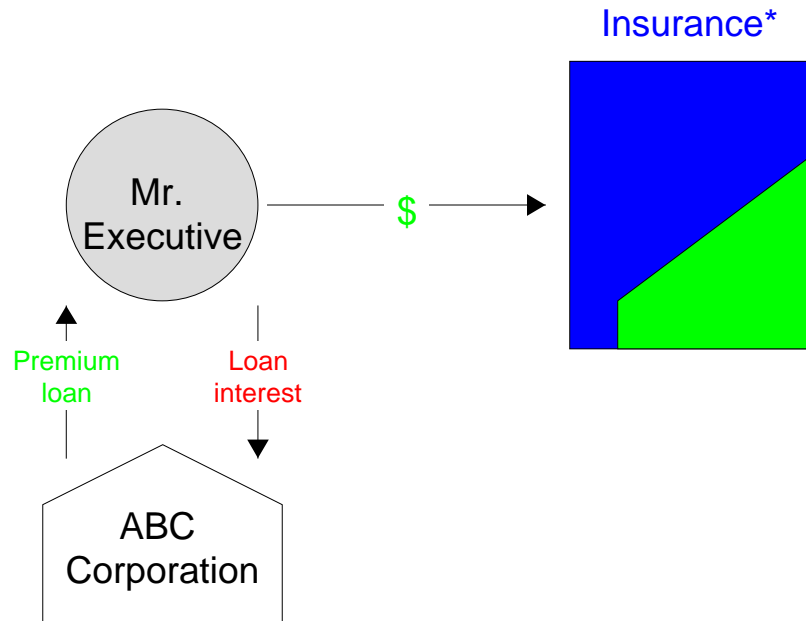 Insurance*
Mr.
Executive
$
Premium
loan
Loan
interest
ABC
Corporation